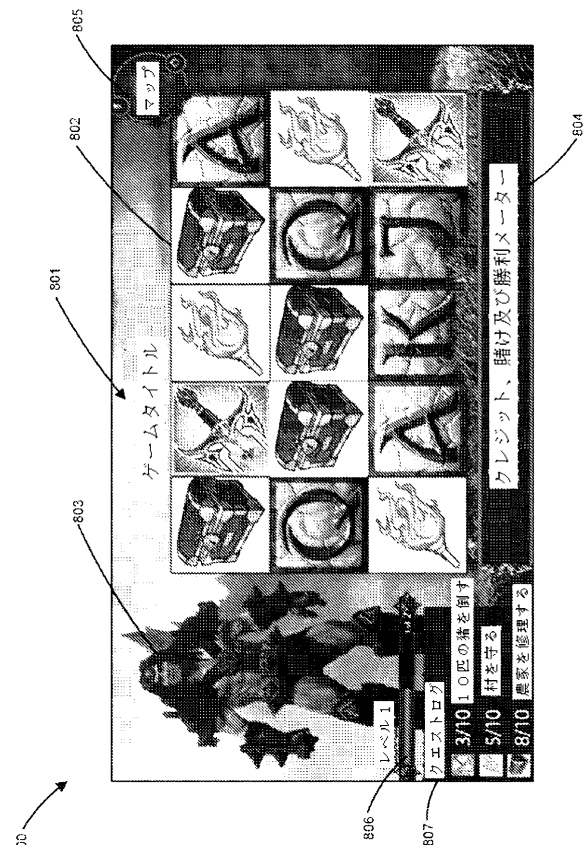 801
802
803
805
ゲームタイトル
マップ
A
Q Q
A K J
レベル 1
806
クエストログ
807
3/10 10匹の猪を倒す
5/10 村を守る
8/10 農家を修理する
クレジット、賭け及び勝利メーター
804